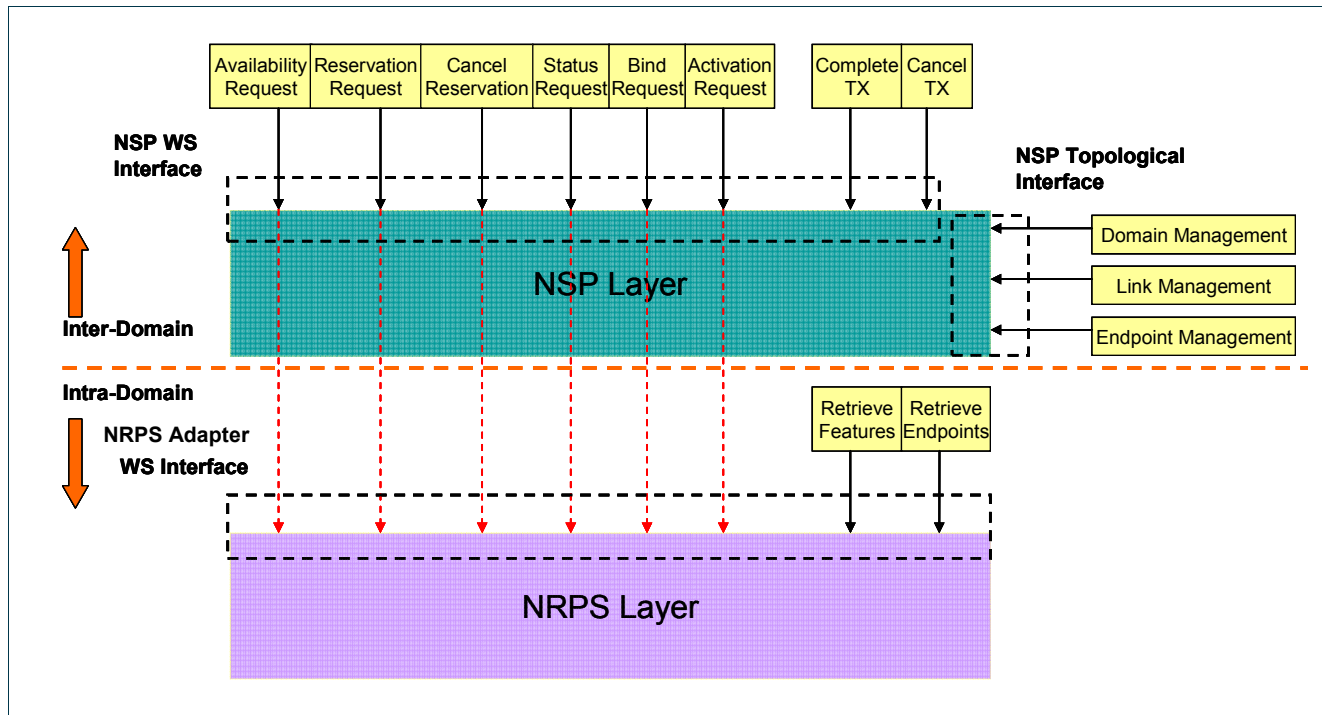 Availability
Request
Reservation
Request
Cancel
Reservation
Status
Request
Bind
Request
Activation
Request
Complete
TX
Cancel
TX
NSP WS
Interface
NSP Topological
Interface
Domain Management
Link Management
Endpoint Management
NSP Layer
Inter-Domain
Intra-Domain
NRPS Adapter
WS Interface
Retrieve
Features
Retrieve
Endpoints
NRPS Layer